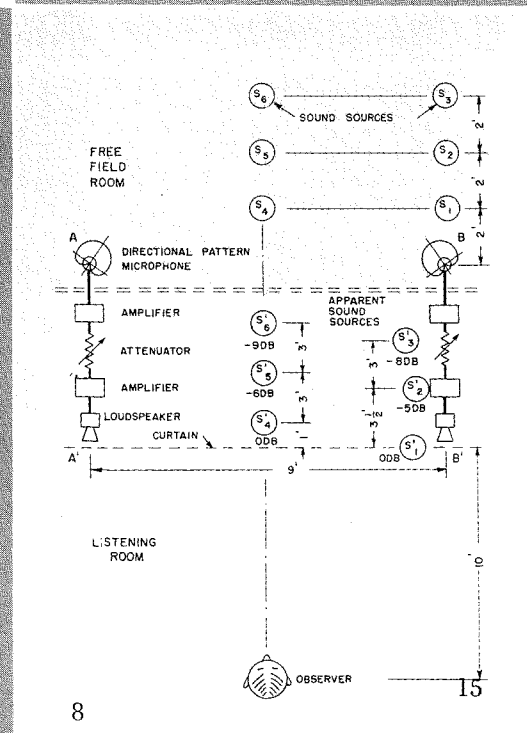 S6 S3
SOUND SOURCES
2'
FREE
FIELD
ROOM
S5 S2
2'
S4 S1
2'
A B
DIRECTIONAL PATTERN
MICROPHONE
AMPLIFIER
APPARENT
SOUND
SOURCES
S'6
-9DB
3'
ATTENUATOR
S'3
-8DB
3'
S'5
-6DB
AMPLIFIER
S'2
-5DB
3'
3 1/2'
LOUDSPEAKER
S'4
0DB
1'
CURTAIN
S'1
0DB
A' B'
9'
LISTENING
ROOM
10'
OBSERVER
15
8